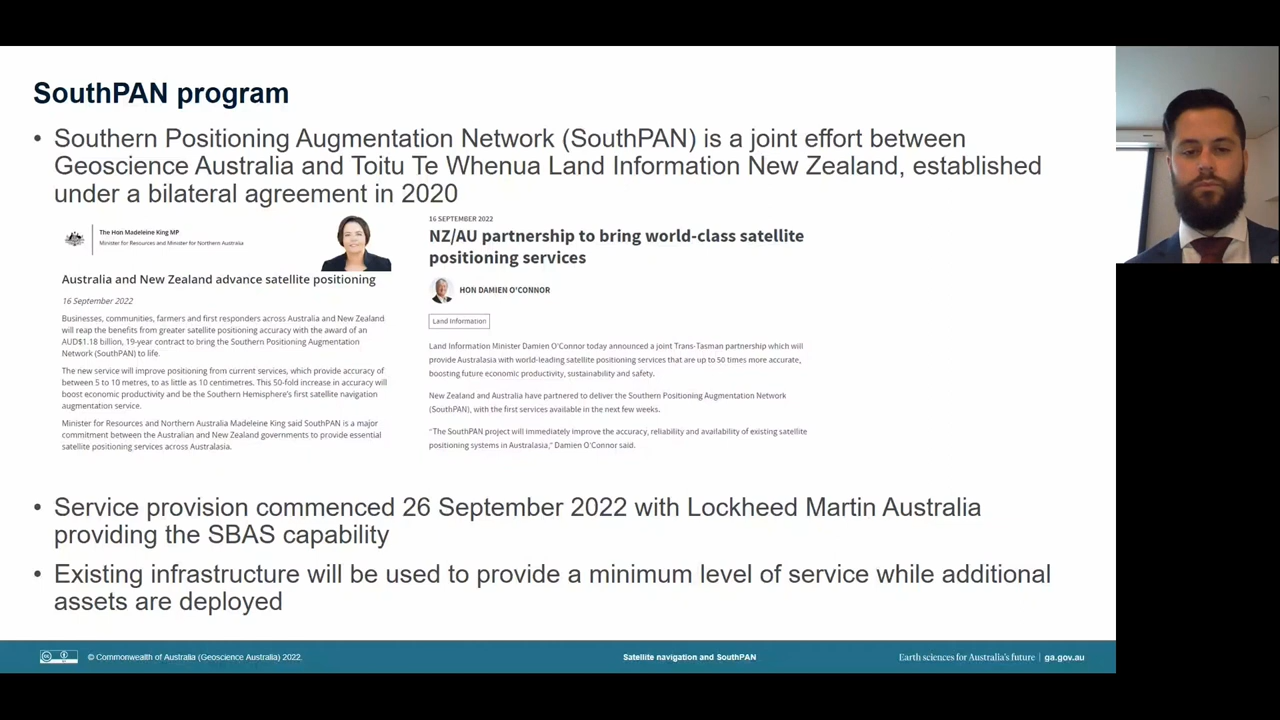 SouthPAN program
• Southern Positioning Augmentation Network (SouthPAN) is a joint effort between
Geoscience Australia and Toitu Te Whenua Land Information New Zealand, established
under a bilateral agreement in 2020
The Hon Madeleine King MP
Minister for Resources and Minister for Northern Australia
Australia and New Zealand advance satellite positioning
16 September 2022
Businesses, communities, farmers and first responders across Australia and New Zealand
will reap the benefits from greater satellite positioning accuracy with the award of an
AUD$1.18 billion, 19-year contract to bring the Southern Positioning Augmentation
Network (SouthPAN) to life.
The new service will improve positioning from current services, which provide accuracy of
between 5 to 10 metres, to as little as 10 centimetres. This 50-fold increase in accuracy will
boost economic productivity and be the Southern Hemisphere's first satellite navigation
augmentation service.
Minister for Resources and Northern Australia Madeleine King said SouthPAN is a major
commitment between the Australian and New Zealand governments to provide essential
satellite positioning services across Australasia.
16 SEPTEMBER 2022
NZ/AU partnership to bring world-class satellite
positioning services
HON DAMIEN O'CONNOR
Land Information
Land Information Minister Damien O'Connor today announced a joint Trans-Tasman partnership which will
provide Australasia with world-leading satellite positioning services that are up to 50 times more accurate,
boosting future economic productivity, sustainability and safety.
New Zealand and Australia have partnered to deliver the Southern Positioning Augmentation Network
(SouthPAN), with the first services available in the next few weeks.
"The SouthPAN project will immediately improve the accuracy, reliability and availability of existing satellite
positioning systems in Australasia," Damien O'Connor said.
• Service provision commenced 26 September 2022 with Lockheed Martin Australia
providing the SBAS capability
• Existing infrastructure will be used to provide a minimum level of service while additional
assets are deployed
© Commonwealth of Australia (Geoscience Australia) 2022.
Satellite navigation and SouthPAN
Earth sciences for Australia's future | ga.gov.au